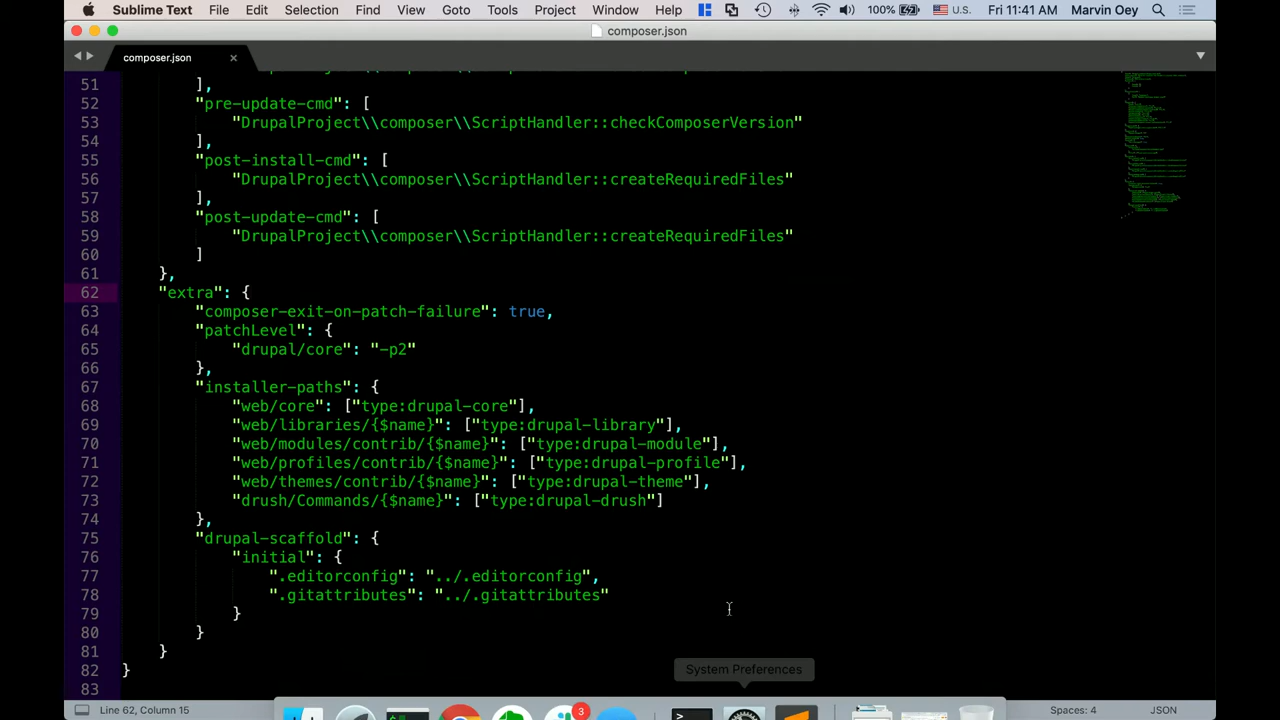 Sublime Text File Edit Selection Find View Goto Tools Project Window Help 100% U.S. Fri 11:41 AM Marvin Oey
composer.json
composer.json
51 ],
52 "pre-update-cmd": [
53 "DrupalProject\\composer\\ScriptHandler::checkComposerVersion"
54 ],
55 "post-install-cmd": [
56 "DrupalProject\\composer\\ScriptHandler::createRequiredFiles"
57 ],
58 "post-update-cmd": [
59 "DrupalProject\\composer\\ScriptHandler::createRequiredFiles"
60 ]
61 },
62 "extra": {
63 "composer-exit-on-patch-failure": true,
64 "patchLevel": {
65 "drupal/core": "-p2"
66 },
67 "installer-paths": {
68 "web/core": ["type:drupal-core"],
69 "web/libraries/{$name}": ["type:drupal-library"],
70 "web/modules/contrib/{$name}": ["type:drupal-module"],
71 "web/profiles/contrib/{$name}": ["type:drupal-profile"],
72 "web/themes/contrib/{$name}": ["type:drupal-theme"],
73 "drush/Commands/{$name}": ["type:drupal-drush"]
74 },
75 "drupal-scaffold": {
76 "initial": {
77 ".editorconfig": "../.editorconfig",
78 ".gitattributes": "../.gitattributes"
79 }
80 }
81 }
82 }
83
System Preferences
3
Line 62, Column 15 Spaces: 4 JSON